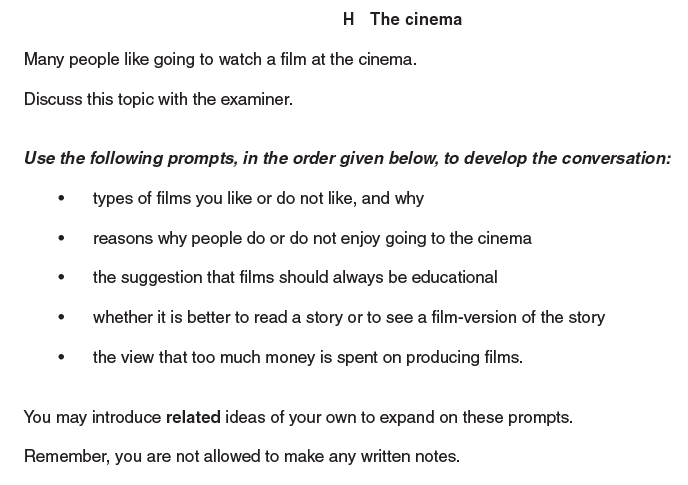 H The cinema
Many people like going to watch a film at the cinema.
Discuss this topic with the examiner.
Use the following prompts, in the order given below, to develop the conversation:
• types of films you like or do not like, and why
• reasons why people do or do not enjoy going to the cinema
• the suggestion that films should always be educational
• whether it is better to read a story or to see a film-version of the story
• the view that too much money is spent on producing films.
You may introduce related ideas of your own to expand on these prompts.
Remember, you are not allowed to make any written notes.